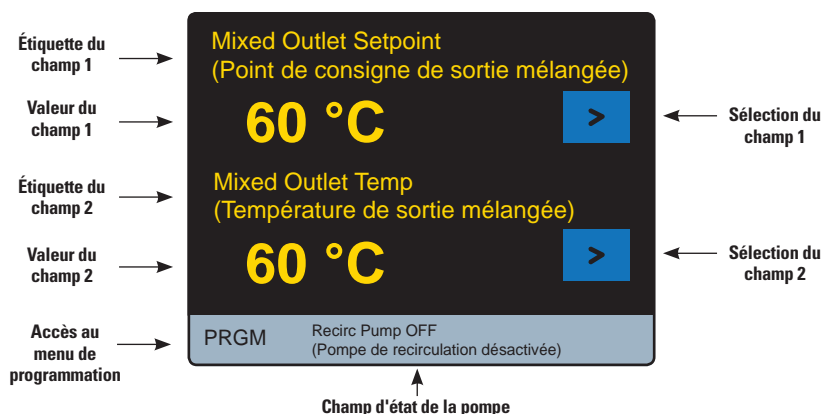 Étiquette du
champ 1
Mixed Outlet Setpoint
(Point de consigne de sortie mélangée)
Valeur du
champ 1
60 °C
>
Sélection du
champ 1
Étiquette du
champ 2
Mixed Outlet Temp
(Température de sortie mélangée)
Valeur du
champ 2
60 °C
>
Sélection du
champ 2
Accès au
menu de
programmation
PRGM
Recirc Pump OFF
(Pompe de recirculation désactivée)
Champ d'état de la pompe